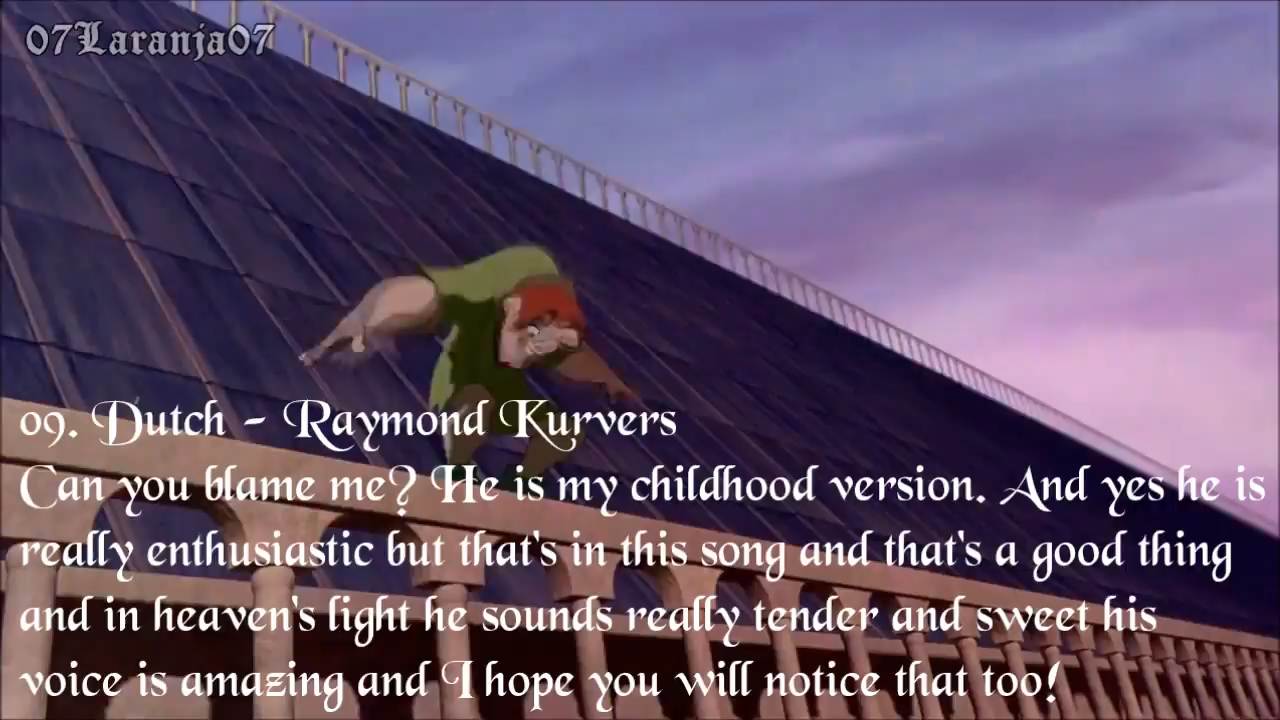 07Laranja07
09. Dutch - Raymond Kurvers
Can you blame me? He is my childhood version. And yes he is
really enthusiastic but that's in this song and that's a good thing
and in heaven's light he sounds really tender and sweet his
voice is amazing and I hope you will notice that too!